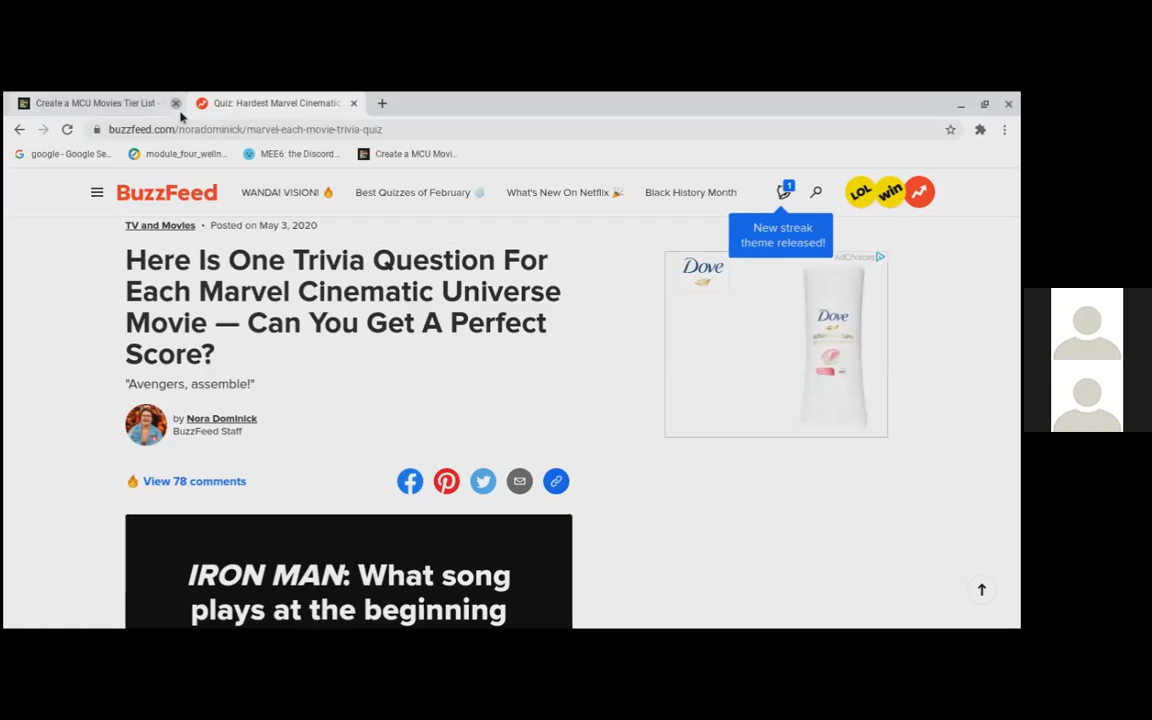 Create a MCU Movies Tier List -
Quiz: Hardest Marvel Cinematic
buzzfeed.com/noradominick/marvel-each-movie-trivia-quiz
google - Google Se...
module_four_welln...
MEE6: the Discord...
Create a MCU Movi...
BuzzFeed
WANDA! VISION! 🔥
Best Quizzes of February
What's New On Netflix 🎉
Black History Month
1
LOL
win
New streak
theme released!
TV and Movies • Posted on May 3, 2020
Here Is One Trivia Question For
Each Marvel Cinematic Universe
Movie — Can You Get A Perfect
Score?
"Avengers, assemble!"
by Nora Dominick
BuzzFeed Staff
🔥 View 78 comments
AdChoices
Dove
Dove
IRON MAN: What song
plays at the beginning